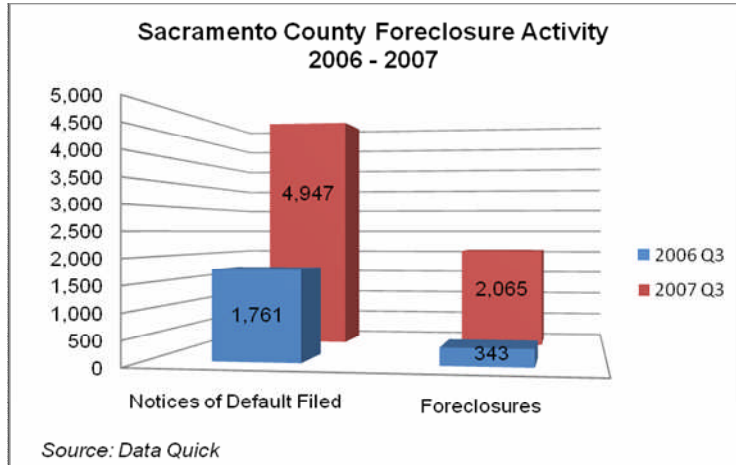 Sacramento County Foreclosure Activity
2006 - 2007
5,000
4,500
4,000
3,500
3,000
2,500
2,000
1,500
1,000
500
0
4,947
1,761
2,065
343
2006 Q3
2007 Q3
Notices of Default Filed
Foreclosures
Source: Data Quick